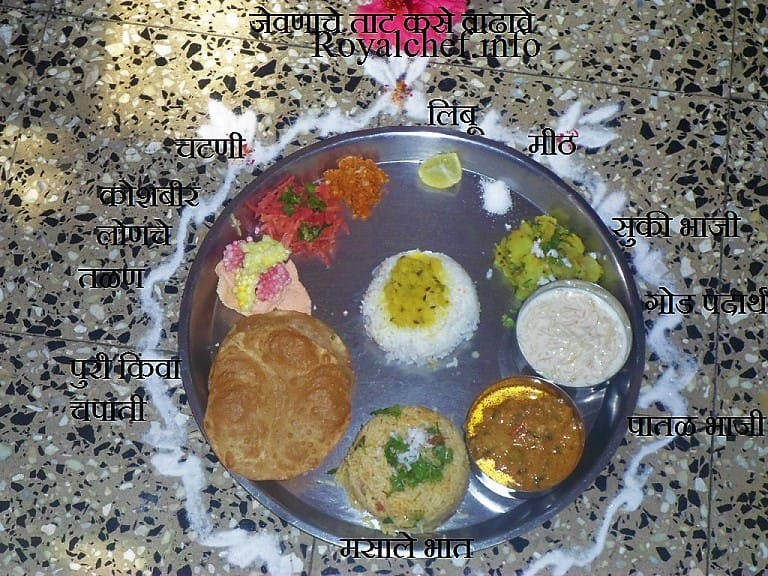 जेवणाचे ताट कसे वाढावे
Royalchef.info
लिंबू
चटणी
मीठ
कोशिंबीर
लोणचे
सुकी भाजी
तळण
गोड पदार्थ
पुरी किंवा
चपाती
पातळ भाजी
मसाले भात